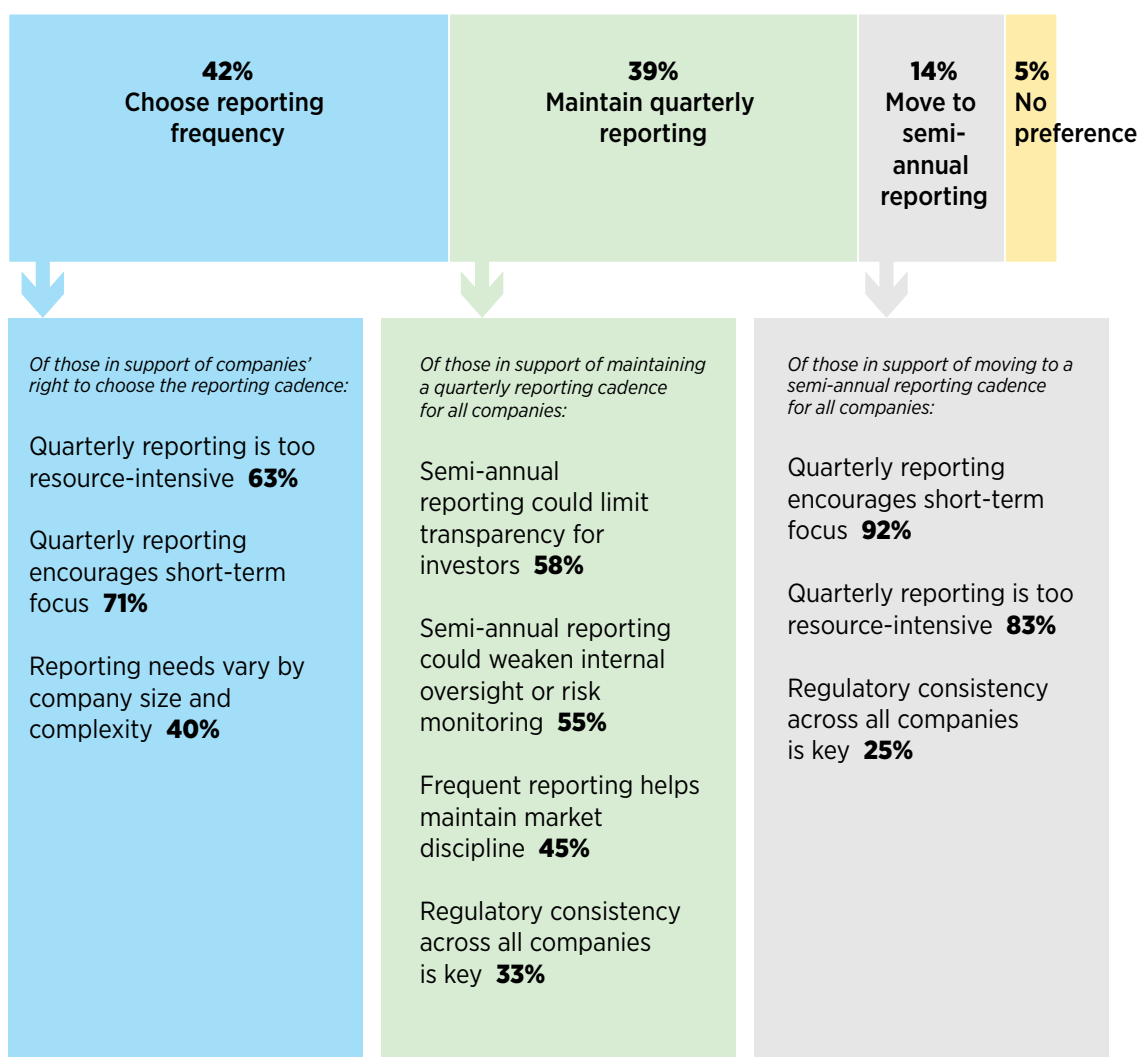 42%
Choose reporting
frequency
39%
Maintain quarterly
reporting
14%
Move to
semi-
annual
reporting
5%
No
preference
Of those in support of companies'
right to choose the reporting cadence:
Quarterly reporting is too
resource-intensive 63%
Quarterly reporting
encourages short-term
focus 71%
Reporting needs vary by
company size and
complexity 40%
Of those in support of maintaining
a quarterly reporting cadence
for all companies:
Semi-annual
reporting could limit
transparency for
investors 58%
Semi-annual reporting
could weaken internal
oversight or risk
monitoring 55%
Frequent reporting helps
maintain market
discipline 45%
Regulatory consistency
across all companies
is key 33%
Of those in support of moving to a
semi-annual reporting cadence
for all companies:
Quarterly reporting
encourages short-term
focus 92%
Quarterly reporting is too
resource-intensive 83%
Regulatory consistency
across all companies
is key 25%